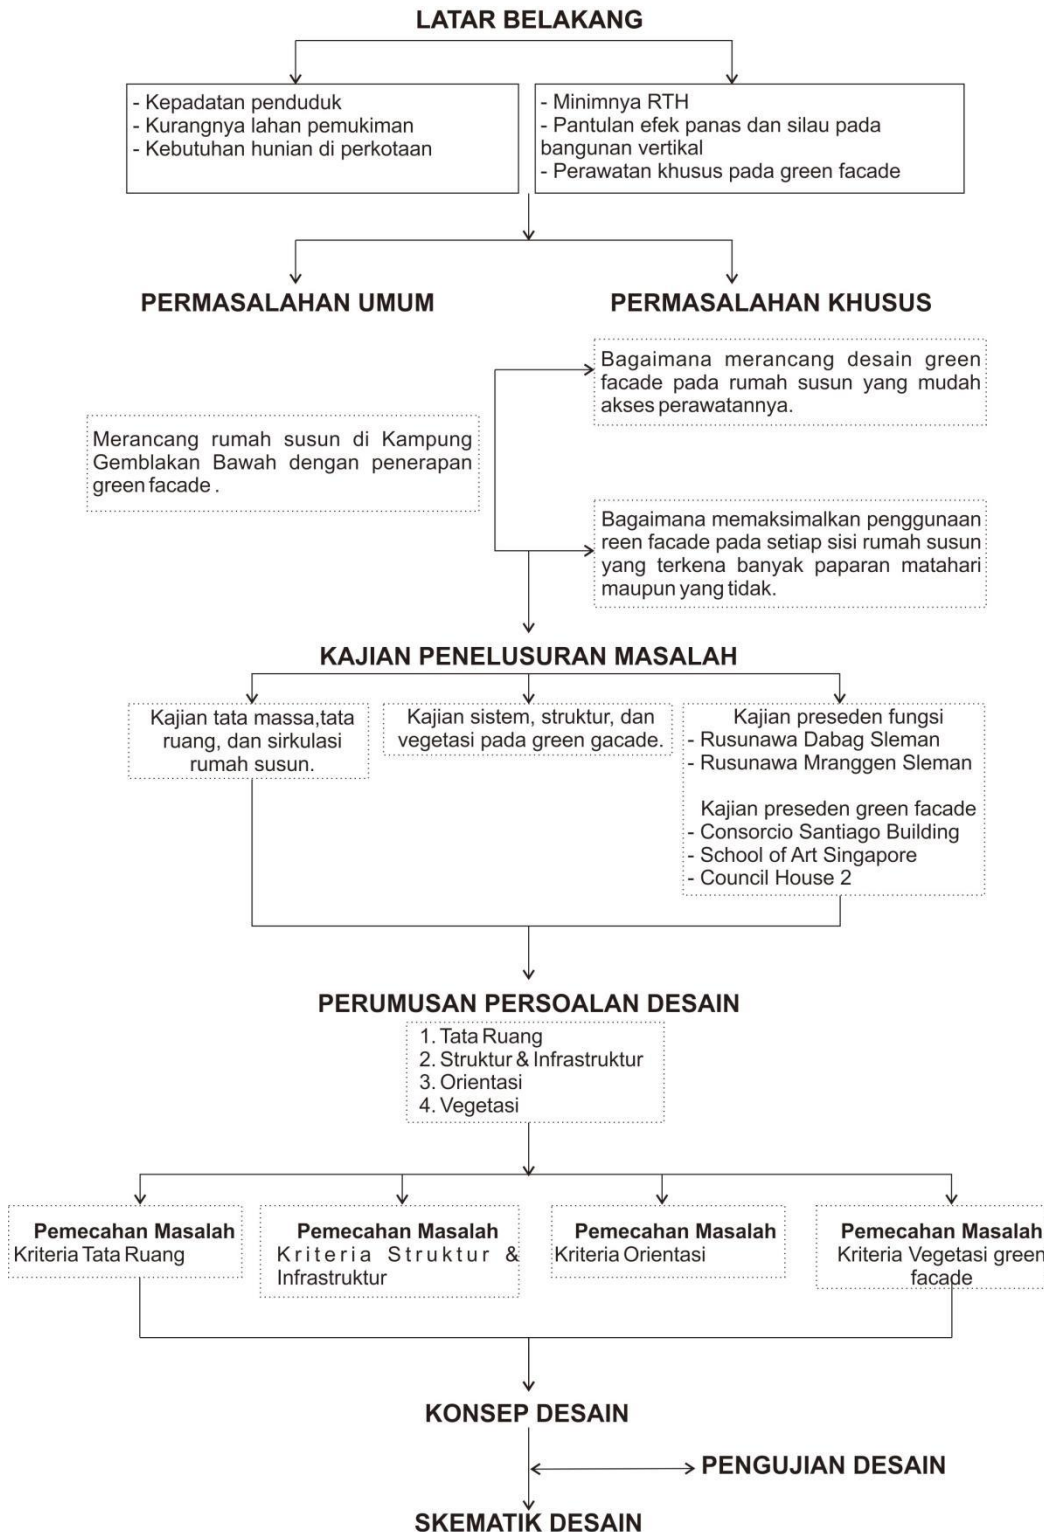 LATAR BELAKANG
- Kepadatan penduduk
- Kurangnya lahan pemukiman
- Kebutuhan hunian di perkotaan
- Minimnya RTH
- Pantulan efek panas dan silau pada
bangunan vertikal
- Perawatan khusus pada green facade
PERMASALAHAN UMUM
PERMASALAHAN KHUSUS
Merancang rumah susun di Kampung
Gemblakan Bawah dengan penerapan
green facade .
Bagaimana merancang desain green
facade pada rumah susun yang mudah
akses perawatannya.
Bagaimana memaksimalkan penggunaan
reen facade pada setiap sisi rumah susun
yang terkena banyak paparan matahari
maupun yang tidak.
KAJIAN PENELUSURAN MASALAH
Kajian tata massa,tata
ruang, dan sirkulasi
rumah susun.
Kajian sistem, struktur, dan
vegetasi pada green gacade.
Kajian preseden fungsi
- Rusunawa Dabag Sleman
- Rusunawa Mranggen Sleman
Kajian preseden green facade
- Consorcio Santiago Building
- School of Art Singapore
- Council House 2
PERUMUSAN PERSOALAN DESAIN
1. Tata Ruang
2. Struktur & Infrastruktur
3. Orientasi
4. Vegetasi
Pemecahan Masalah
Kriteria Tata Ruang
Pemecahan Masalah
Kriteria Struktur &
Infrastruktur
Pemecahan Masalah
Kriteria Orientasi
Pemecahan Masalah
Kriteria Vegetasi green
facade
KONSEP DESAIN
PENGUJIAN DESAIN
SKEMATIK DESAIN